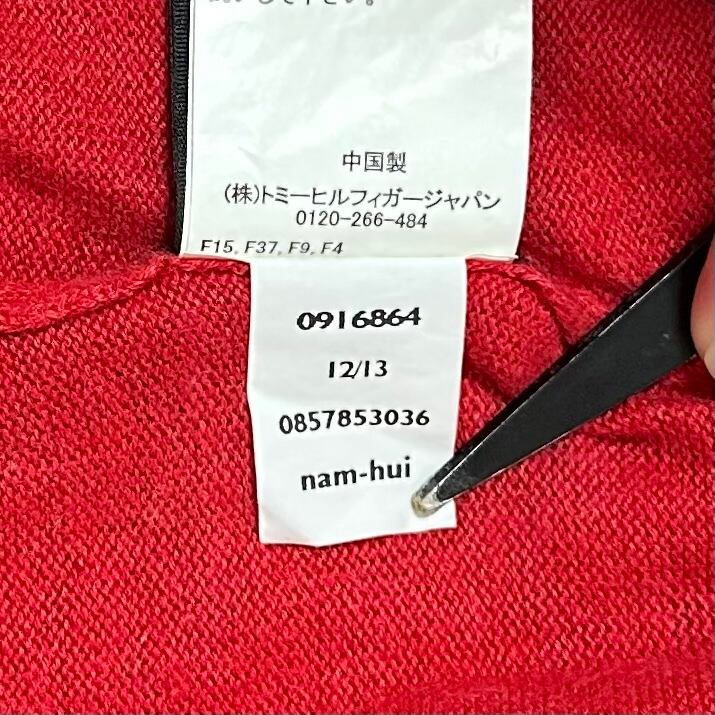 中国製
(株)トミーヒルフィガージャパン
0120-266-484
F15, F37, F9, F4
0916864
12/13
0857853036
nam-hui